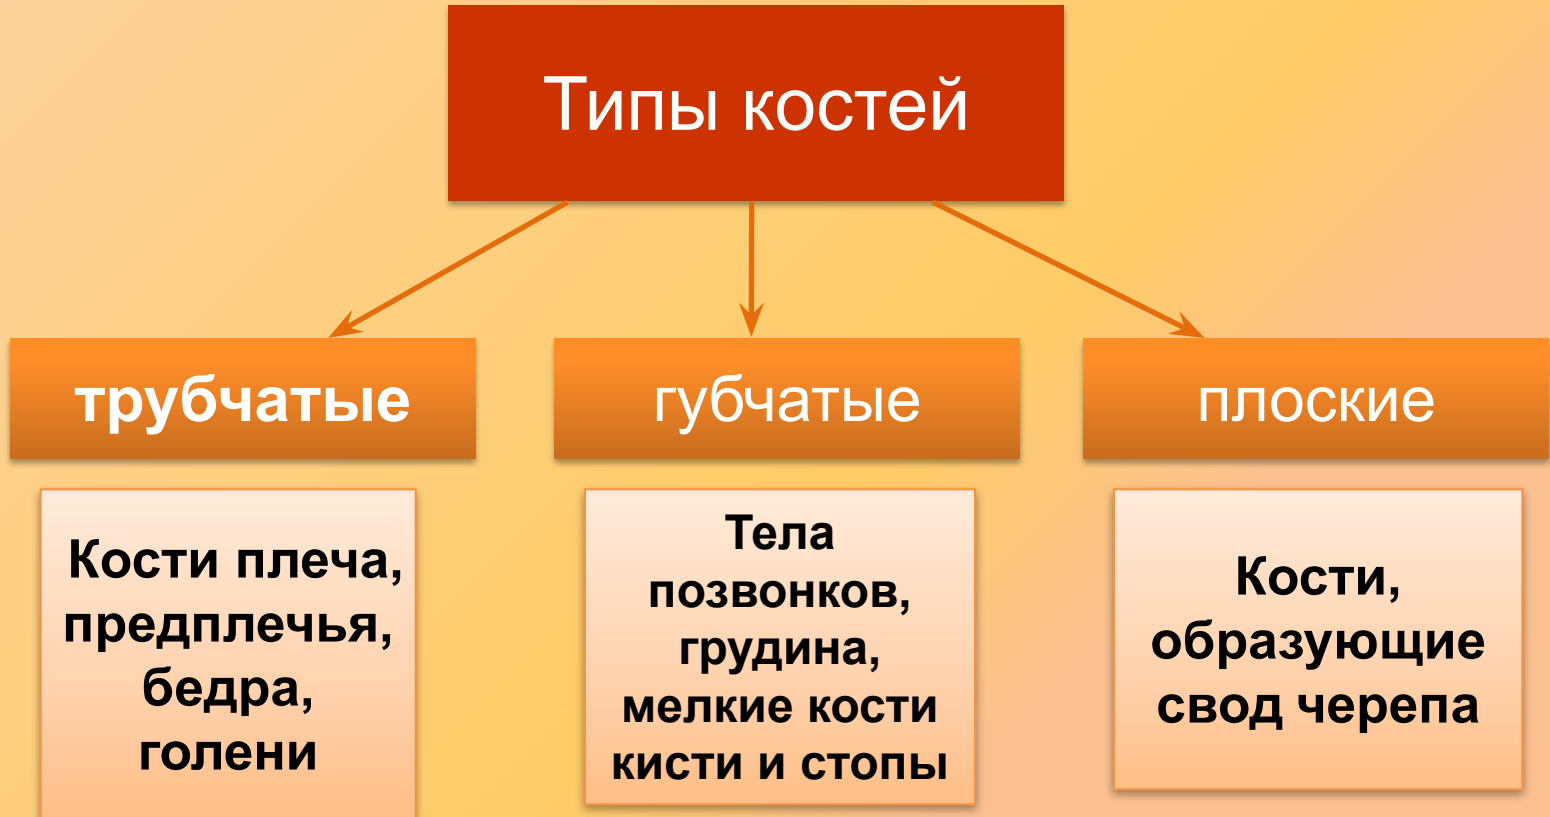 Типы костей
трубчатые
губчатые
плоские
Кости плеча,
предплечья,
бедра,
голени
Тела
позвонков,
грудина,
мелкие кости
кисти и стопы
Кости,
образующие
свод черепа